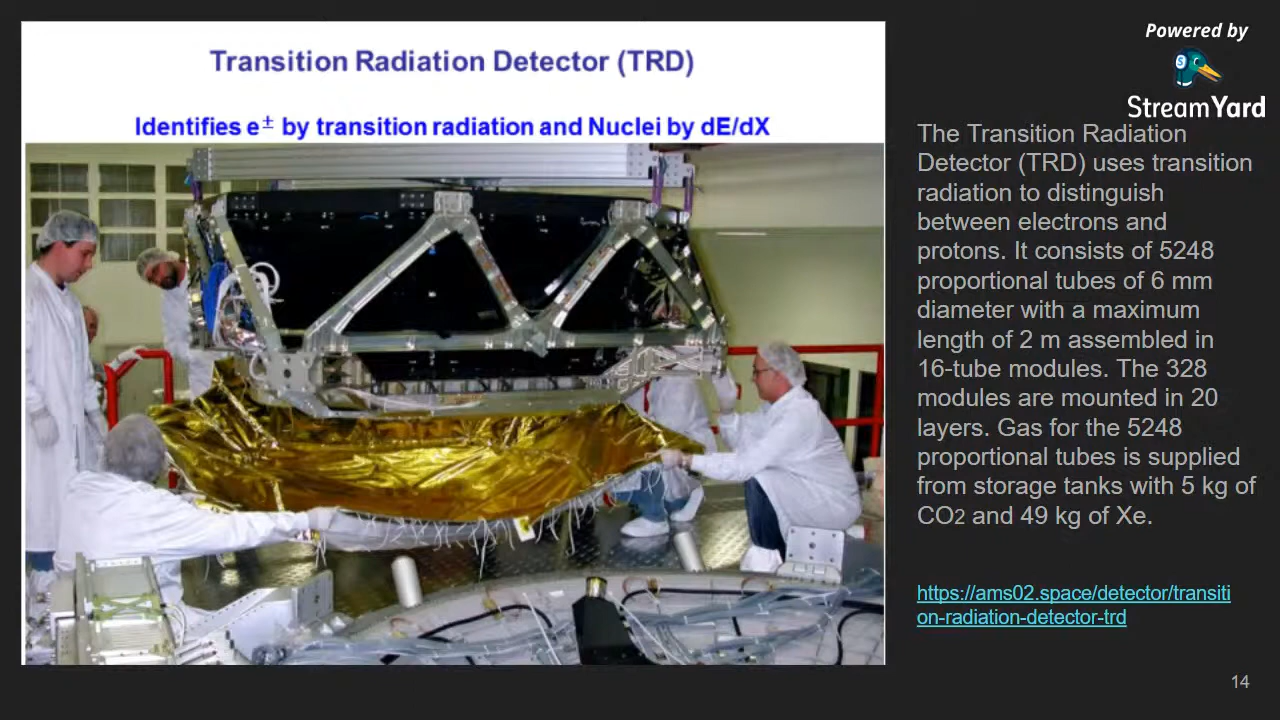 Transition Radiation Detector (TRD)
Identifies e± by transition radiation and Nuclei by dE/dX
Powered by
StreamYard
The Transition Radiation
Detector (TRD) uses transition
radiation to distinguish
between electrons and
protons. It consists of 5248
proportional tubes of 6 mm
diameter with a maximum
length of 2 m assembled in
16-tube modules. The 328
modules are mounted in 20
layers. Gas for the 5248
proportional tubes is supplied
from storage tanks with 5 kg of
CO2 and 49 kg of Xe.
https://ams02.space/detector/transiti
on-radiation-detector-trd
14